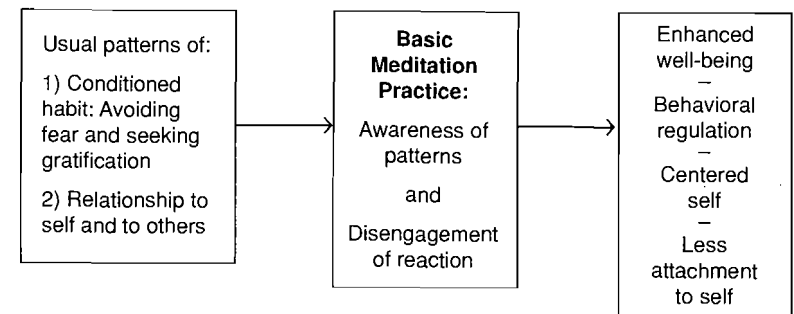 Usual patterns of:
1) Conditioned
habit: Avoiding
fear and seeking
gratification
2) Relationship to
self and to others
Basic
Meditation
Practice:
Awareness of
patterns
and
Disengagement
of reaction
Enhanced
well-being
–
Behavioral
regulation
–
Centered
self
–
Less
attachment
to self